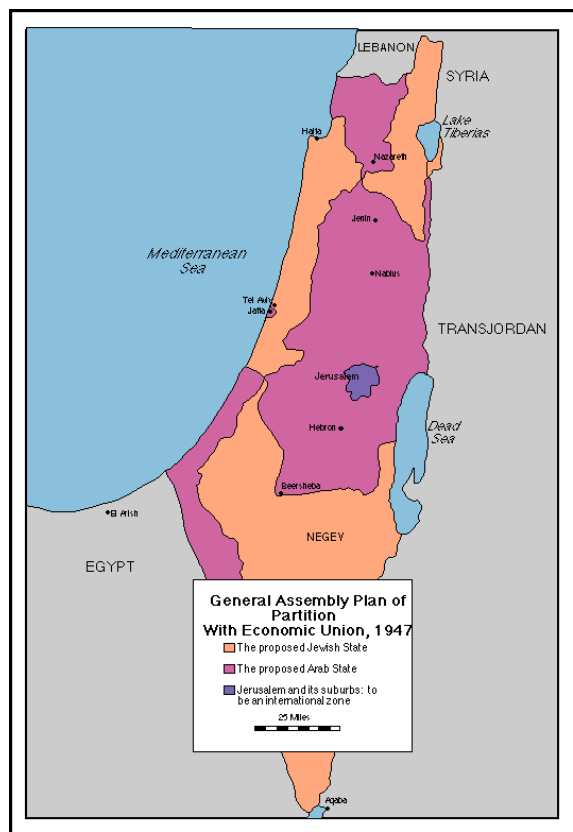 LEBANON
SYRIA
Lake
Tiberias
Haifa
Nazareth
Jenin
Mediterranean
Sea
Nablus
Tel Aviv
Jaffa
TRANSJORDAN
Jerusalem
Hebron
Dead
Sea
Beersheba
El Arish
NEGEV
EGYPT
General Assembly Plan of
Partition
With Economic Union, 1947
The proposed Jewish State
The proposed Arab State
Jerusalem and its suburbs: to
be an international zone
25 Miles
Aqaba